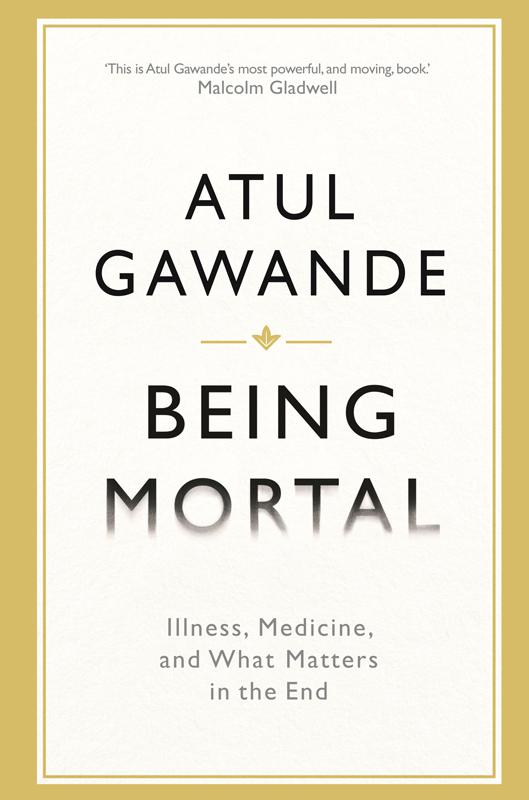 ‘This is Atul Gawande’s most powerful, and moving, book.’
Malcolm Gladwell
ATUL
GAWANDE
BEING
MORTAL
Illness, Medicine,
and What Matters
in the End